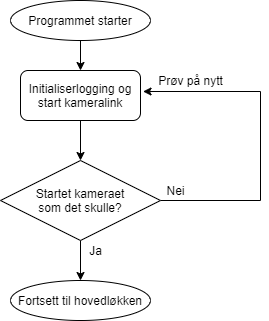 Programmet starter
Initialiserlogging og
start kameralink
Prøv på nytt
Startet kameraet
som det skulle?
Nei
Ja
Fortsett til hovedløkken